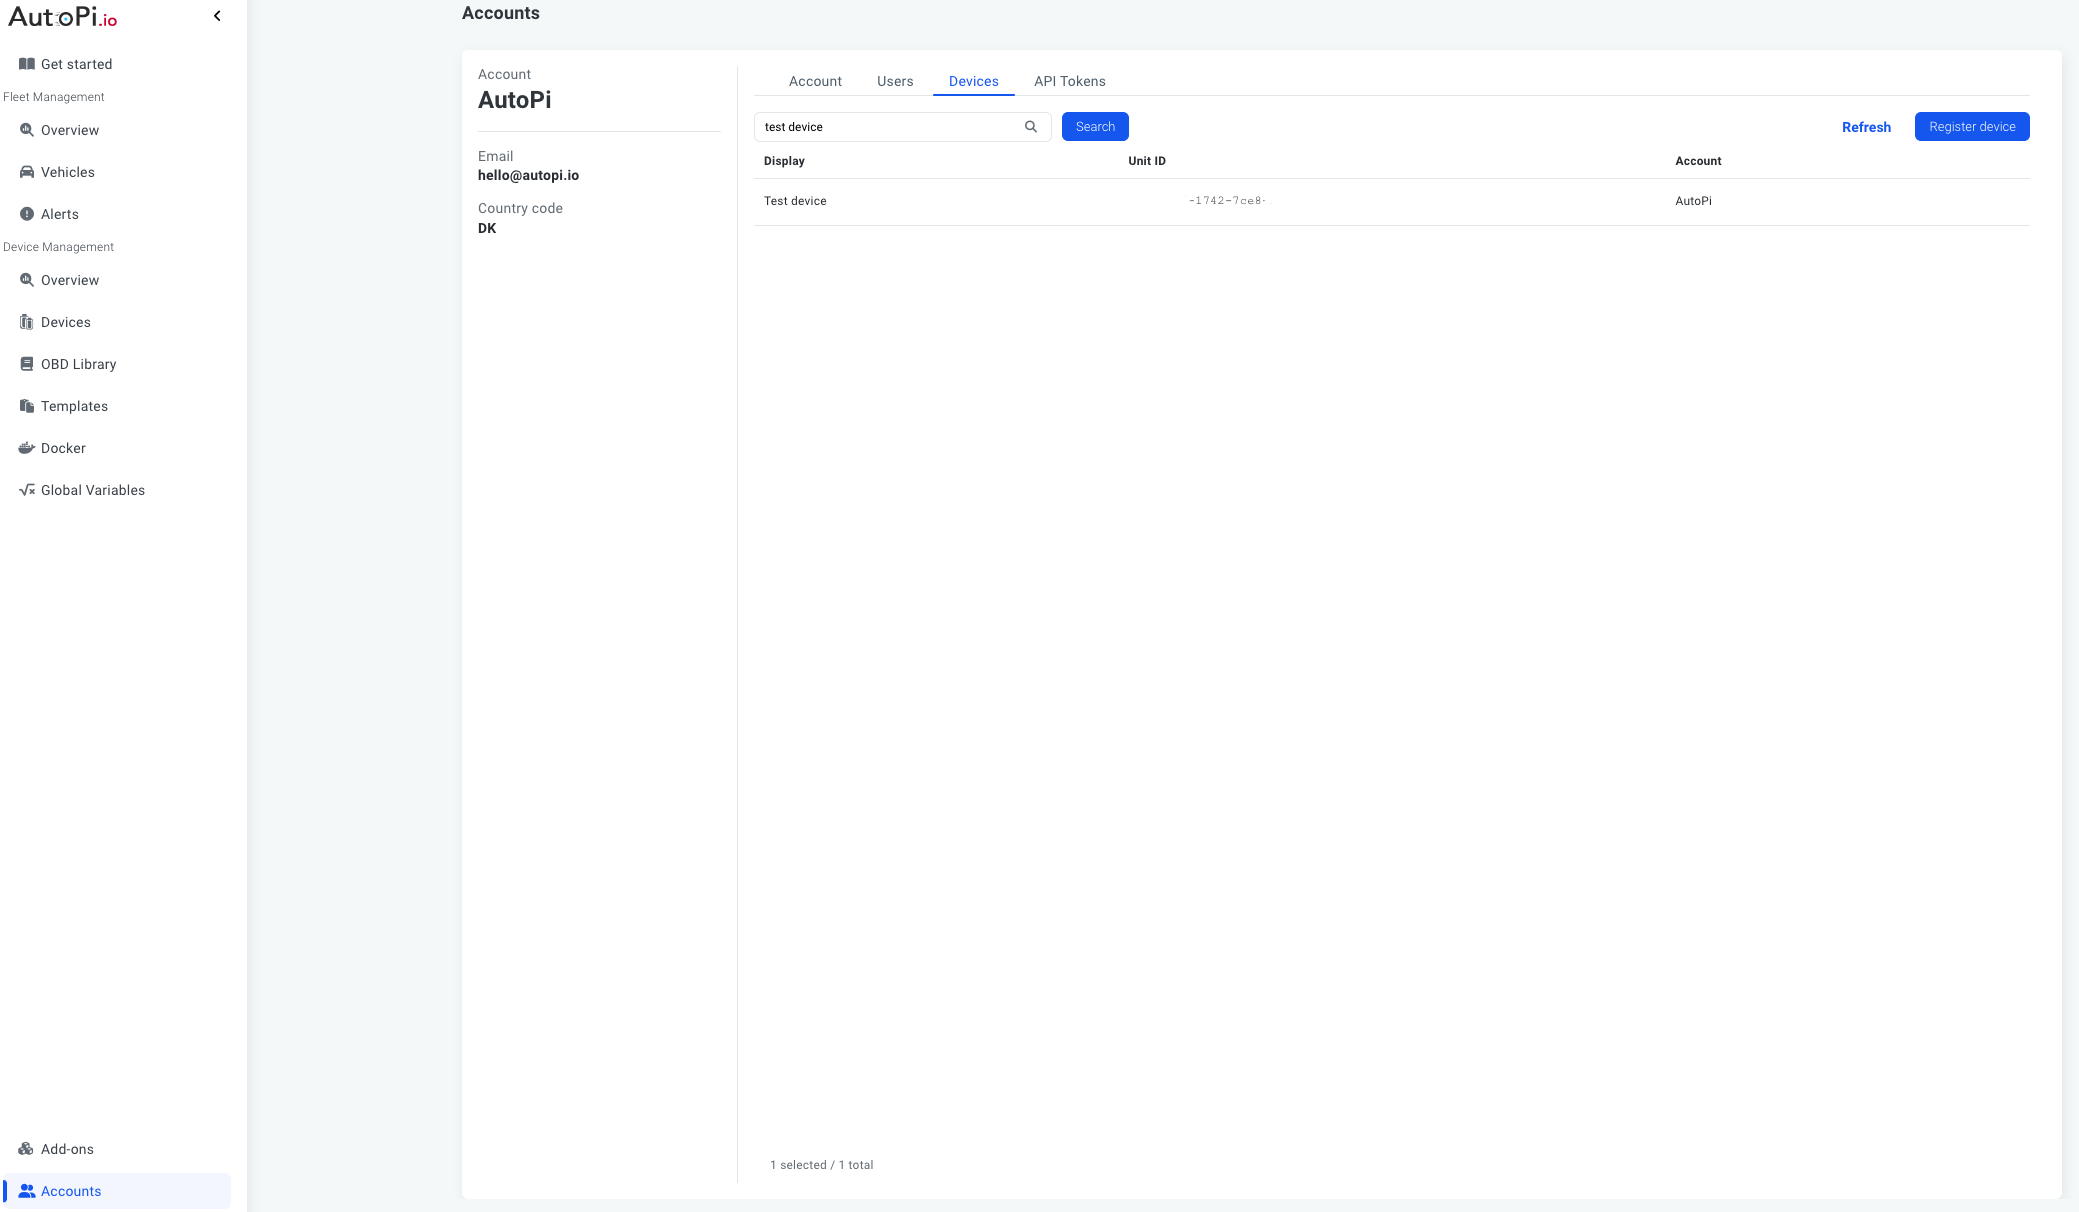 AutoPi.io
Get started
Fleet Management
Overview
Vehicles
Alerts
Device Management
Overview
Devices
OBD Library
Templates
Docker
Global Variables
Add-ons
Accounts
Accounts
Account
AutoPi
Email
hello@autopi.io
Country code
DK
Account Users Devices API Tokens
test device Search Refresh Register device
Display Unit ID Account
Test device -1742-7ce8- AutoPi
1 selected / 1 total